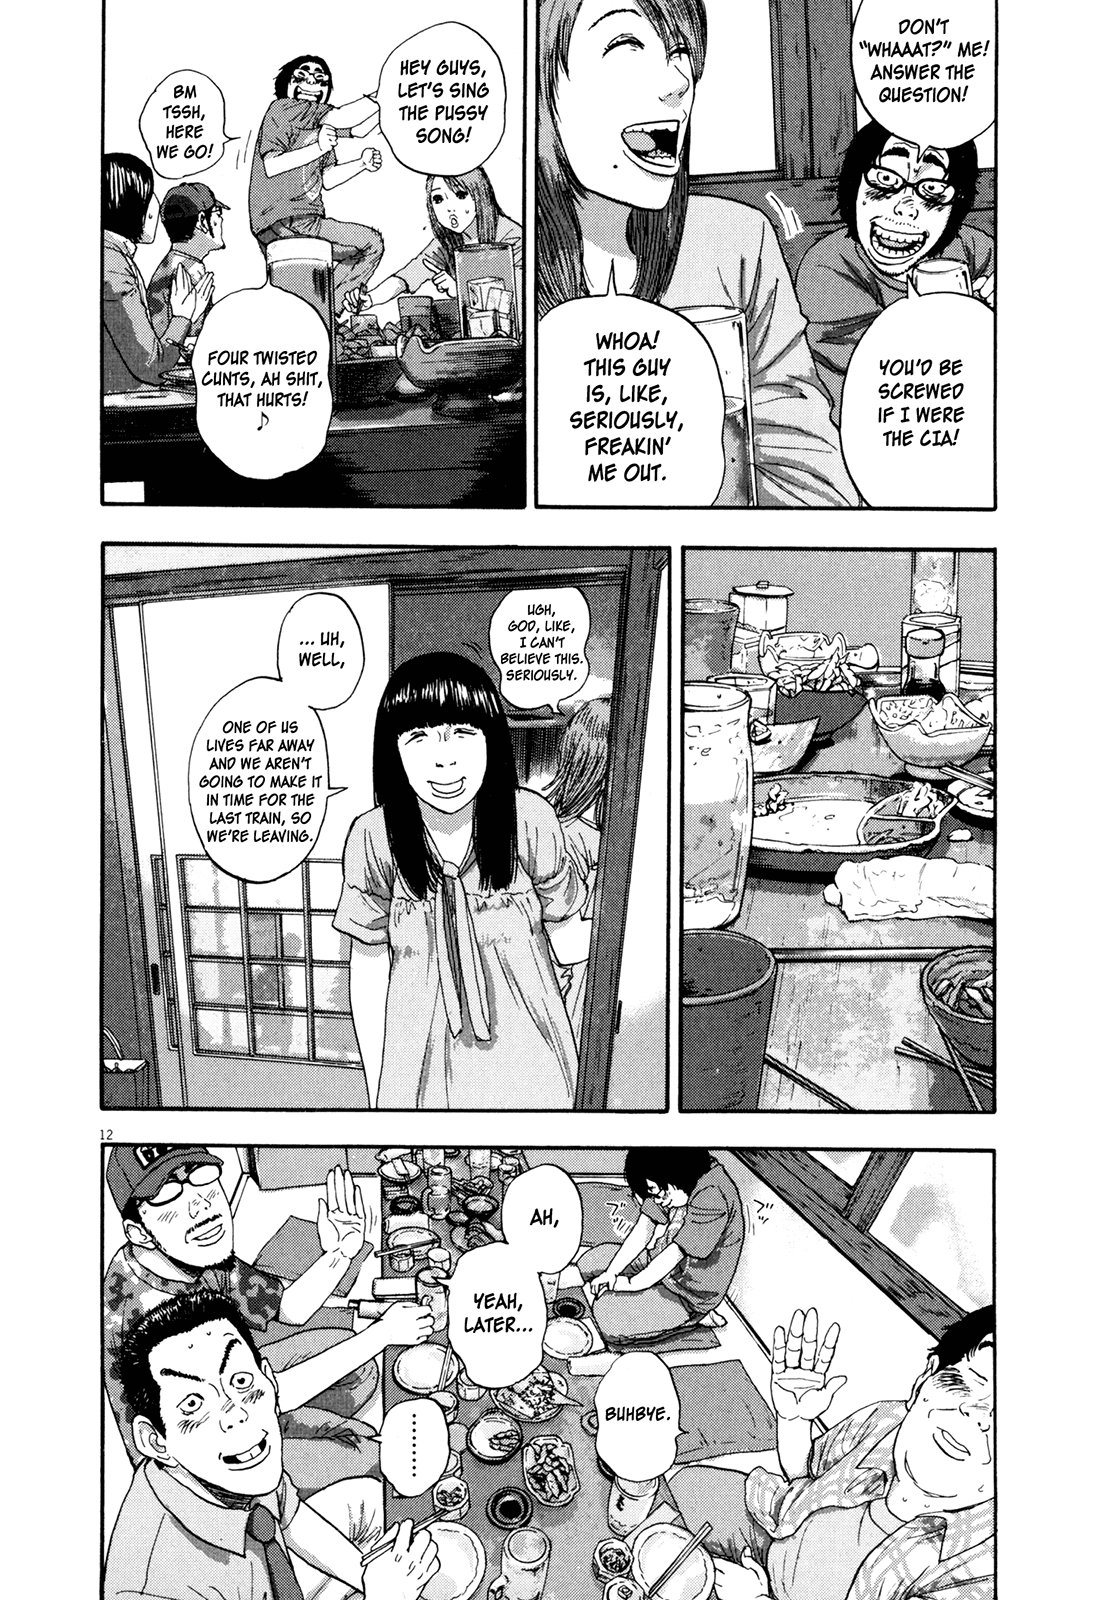 DON'T
"WHAAAT?" ME!
ANSWER THE
QUESTION!
YOU'D BE
SCREWED
IF I WERE
THE CIA!
WHOA!
THIS GUY
IS, LIKE,
SERIOUSLY,
FREAKIN'
ME OUT.
HEY GUYS,
LET'S SING
THE PUSSY
SONG!
BM
TSSH,
HERE
WE GO!
FOUR TWISTED
CUNTS, AH SHIT,
THAT HURTS!
♪
UGH,
GOD, LIKE,
I CAN'T
BELIEVE THIS.
SERIOUSLY.
... UH,
WELL,
ONE OF US
LIVES FAR AWAY
AND WE AREN'T
GOING TO MAKE IT
IN TIME FOR THE
LAST TRAIN, SO
WE'RE LEAVING.
12
AH,
YEAH,
LATER...
BUHBYE.
........